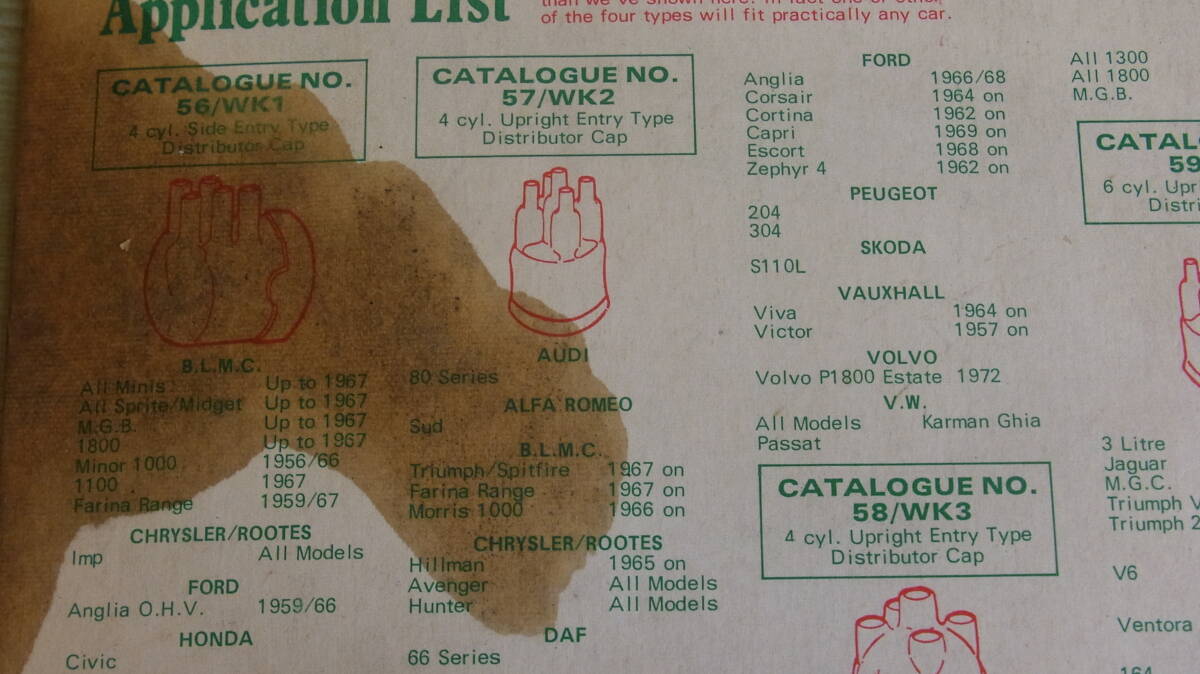 Application List
of the four types will fit practically any car.
CATALOGUE NO.
56/WK1
4 cyl. Side Entry Type
Distributor Cap
B.L.M.C.
All Minis Up to 1967
All Sprite/Midget Up to 1967
M.G.B. Up to 1967
1800 Up to 1967
Minor 1000 1956/66
1100 1967
Farina Range 1959/67
CHRYSLER/ROOTES
Imp All Models
FORD
Anglia O.H.V. 1959/66
HONDA
Civic
CATALOGUE NO.
57/WK2
4 cyl. Upright Entry Type
Distributor Cap
AUDI
80 Series
ALFA ROMEO
Sud
B.L.M.C.
Triumph/Spitfire 1967 on
Farina Range 1967 on
Morris 1000 1966 on
CHRYSLER/ROOTES
Hillman 1965 on
Avenger All Models
Hunter All Models
DAF
66 Series
FORD
Anglia 1966/68
Corsair 1964 on
Cortina 1962 on
Capri 1969 on
Escort 1968 on
Zephyr 4 1962 on
PEUGEOT
204
304
SKODA
S110L
VAUXHALL
Viva 1964 on
Victor 1957 on
VOLVO
Volvo P1800 Estate 1972
V.W.
All Models Karman Ghia
Passat
CATALOGUE NO.
58/WK3
4 cyl. Upright Entry Type
Distributor Cap
All 1300
All 1800
M.G.B.
CATAL
59
6 cyl. Upr
Distri
3 Litre
Jaguar
M.G.C.
Triumph V
Triumph 2
V6
Ventora